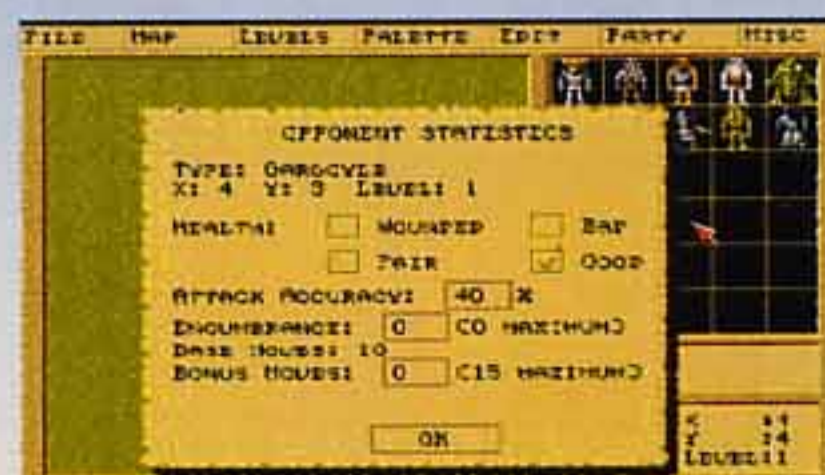 FILE MAP LEVELS PALETTE EDIT PARTY MISC
OPPONENT STATISTICS
TYPE: GARGOYLE
X: 4 Y: 3 LEVEL: 1
HEALTH: WOUNDED BAD
FAIR GOOD
ATTACK ACCURACY: 40 %
ENCUMBRANCE: 0 (0 MAXIMUM)
BASE MOVES: 10
BONUS MOVES: 0 (15 MAXIMUM)
OK
X :4
Y :4
LEVEL:1